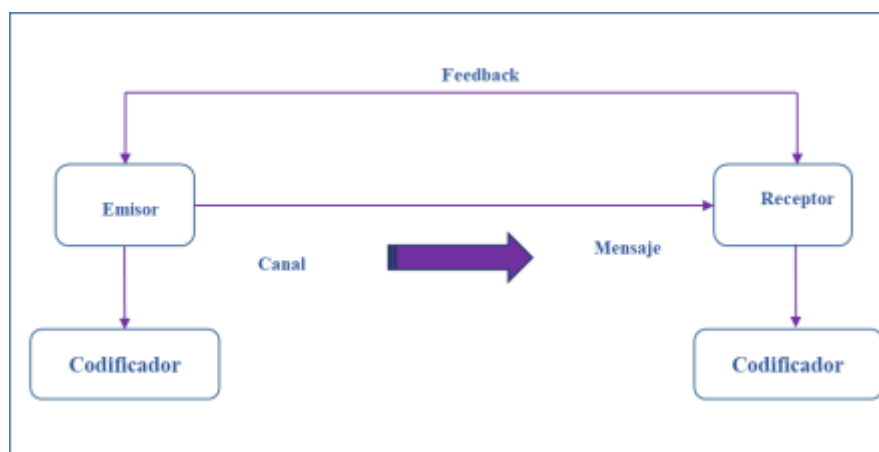 Feedback
Emisor
Receptor
Canal
Mensaje
Codificador
Codificador